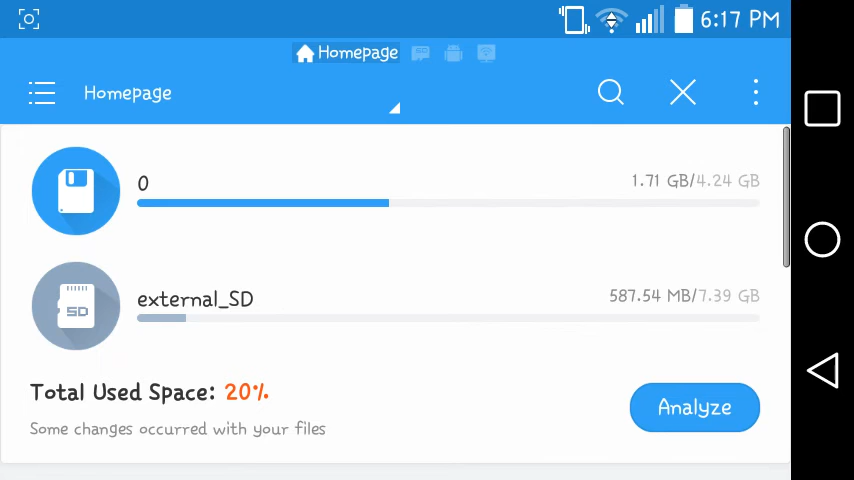 6:17 PM
Homepage
Homepage
0
1.71 GB/4.24 GB
external_SD
587.54 MB/7.39 GB
SD
Total Used Space: 20%
Analyze
Some changes occurred with your files